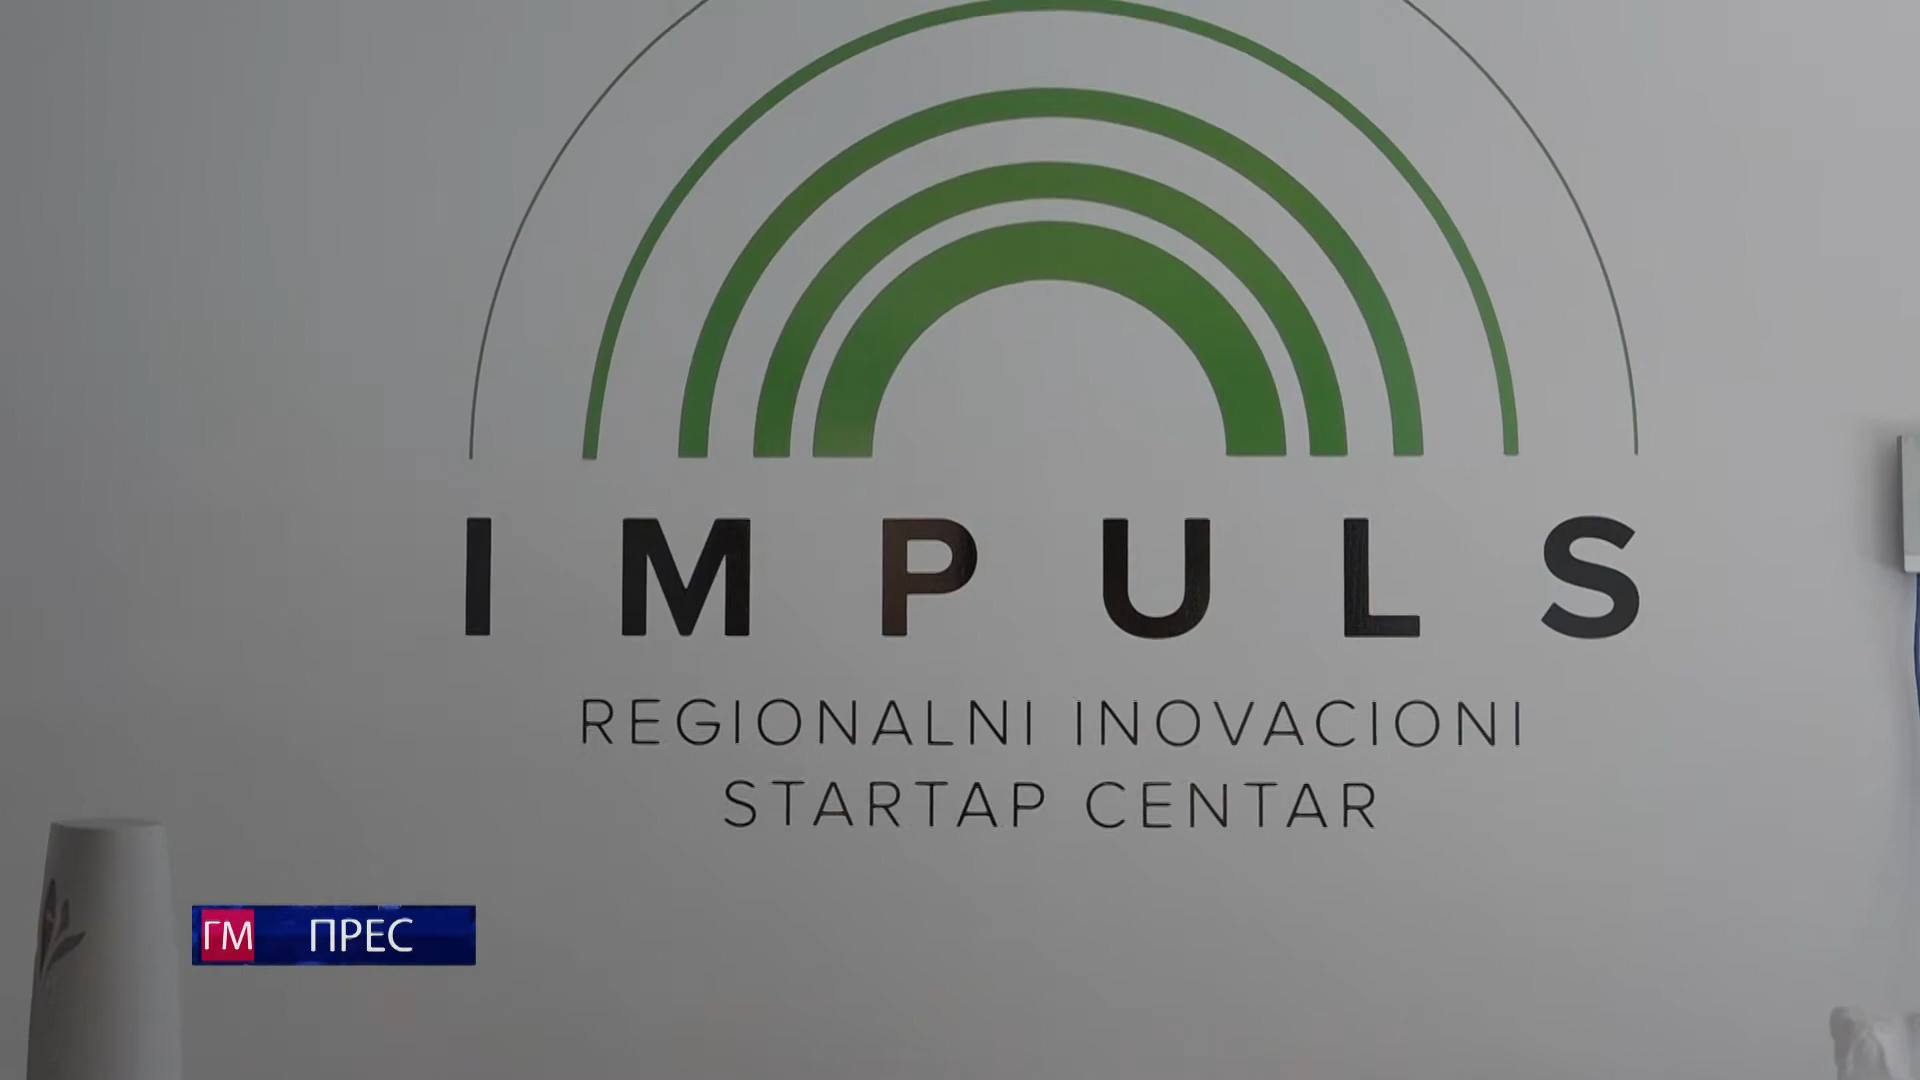 IMPULS
REGIONALNI INOVACIONI
STARTAP CENTAR
ГМ ПРЕС